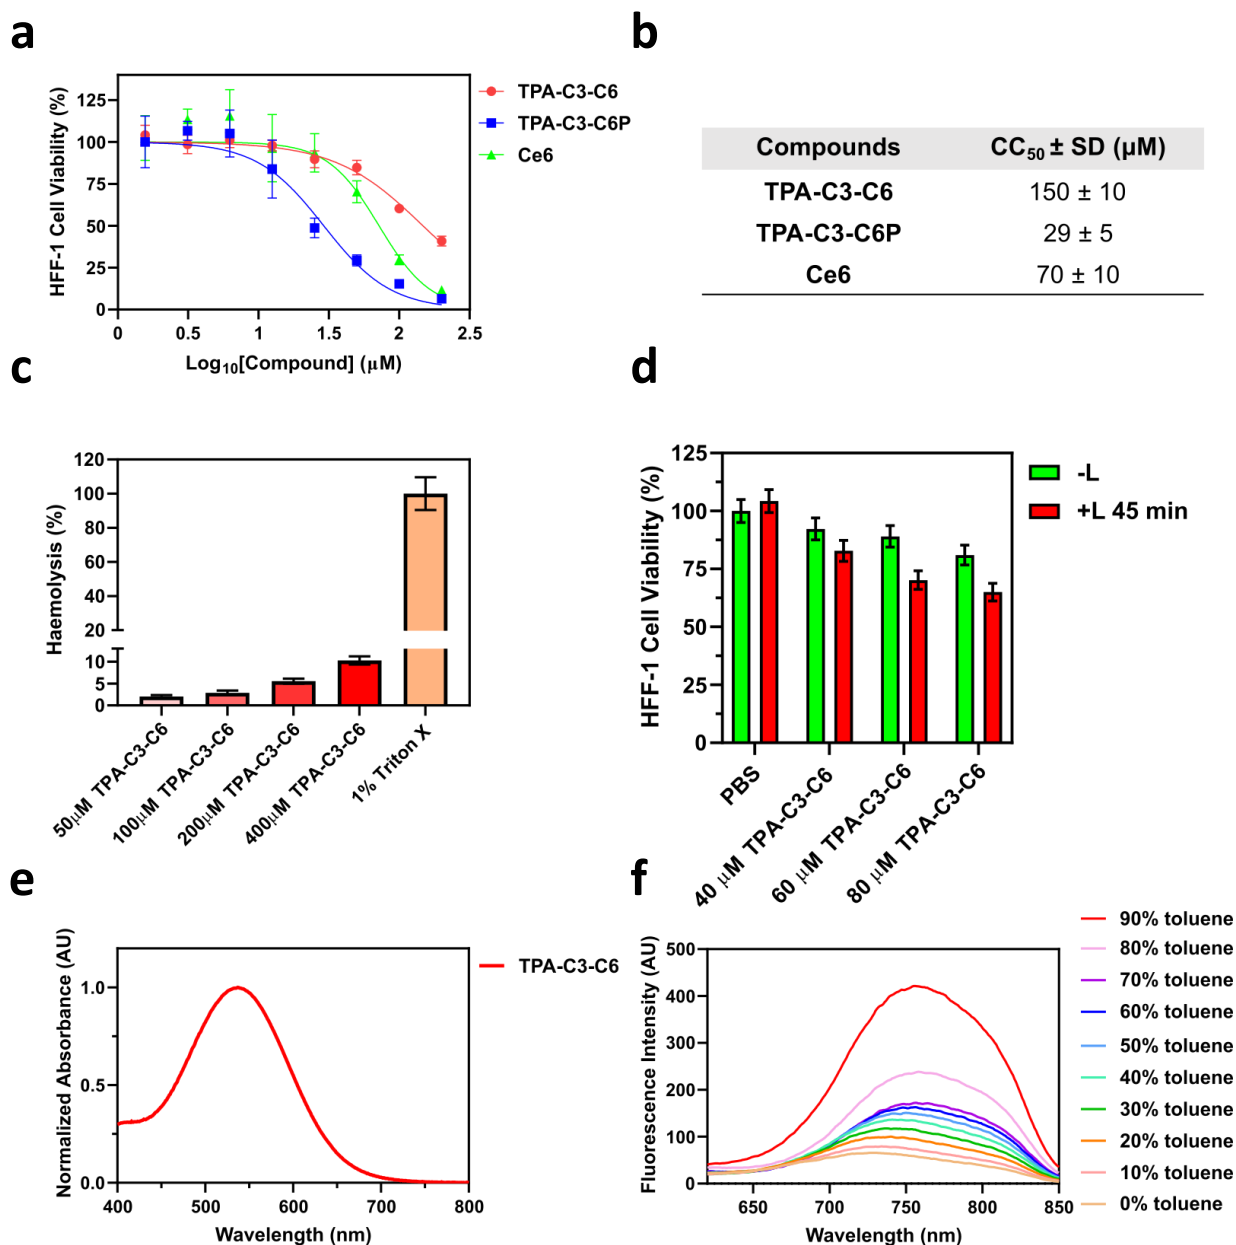 a
HFF-1 Cell Viability (%)
125
100
75
50
25
0
0 0.5 1 1.5 2 2.5
Log10[Compound] (μM)
TPA-C3-C6
TPA-C3-C6P
Ce6
b
Compounds CC50 ± SD (μM)
TPA-C3-C6 150 ± 10
TPA-C3-C6P 29 ± 5
Ce6 70 ± 10
c
Haemolysis (%)
120
100
80
60
40
20
10
5
0
50μM TPA-C3-C6
100μM TPA-C3-C6
200μM TPA-C3-C6
400μM TPA-C3-C6
1% Triton X
d
HFF-1 Cell Viability (%)
125
100
75
50
25
0
PBS
40 μM TPA-C3-C6
60 μM TPA-C3-C6
80 μM TPA-C3-C6
-L
+L 45 min
e
Normalized Absorbance (AU)
1.0
0.5
0.0
400 500 600 700 800
Wavelength (nm)
TPA-C3-C6
f
Fluorescence Intensity (AU)
500
400
300
200
100
0
650 700 750 800 850
Wavelength (nm)
90% toluene
80% toluene
70% toluene
60% toluene
50% toluene
40% toluene
30% toluene
20% toluene
10% toluene
0% toluene